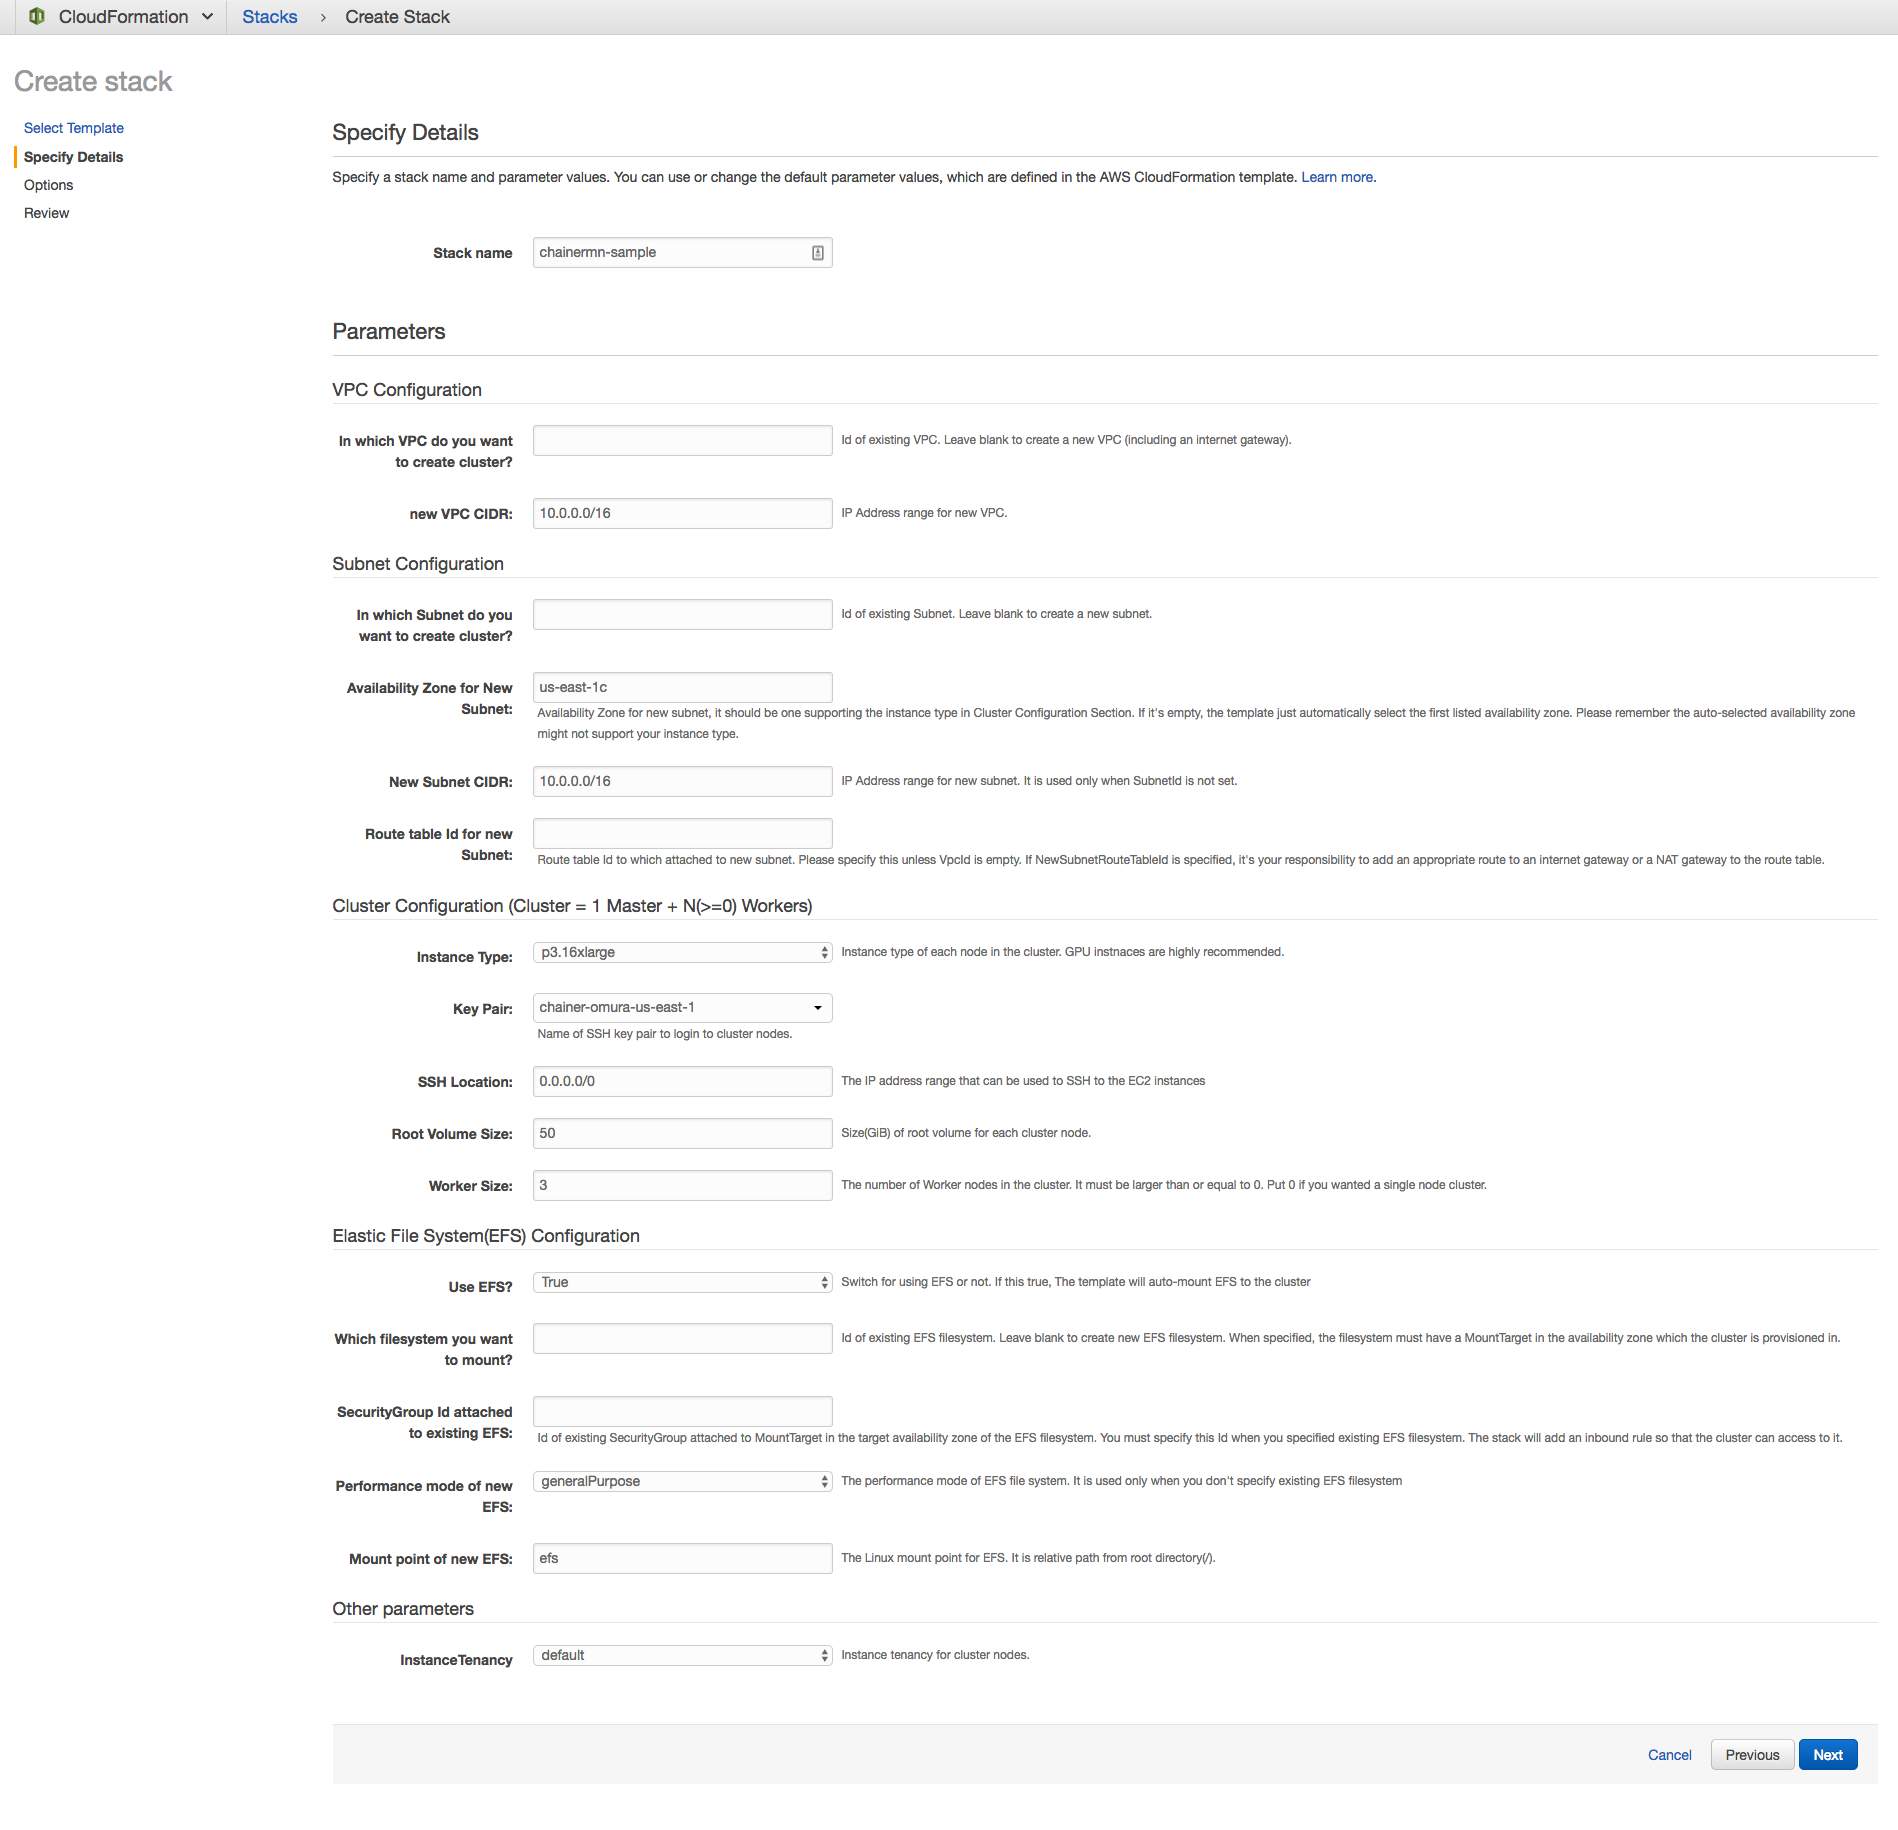 CloudFormation
Stacks
Create Stack
Create stack
Select Template
Specify Details
Options
Review
Specify Details
Specify a stack name and parameter values. You can use or change the default parameter values, which are defined in the AWS CloudFormation template. Learn more.
Stack name
chainermn-sample
Parameters
VPC Configuration
In which VPC do you want
to create cluster?
Id of existing VPC. Leave blank to create a new VPC (including an internet gateway).
new VPC CIDR:
10.0.0.0/16
IP Address range for new VPC.
Subnet Configuration
In which Subnet do you
want to create cluster?
Id of existing Subnet. Leave blank to create a new subnet.
Availability Zone for New
Subnet:
us-east-1c
Availability Zone for new subnet, it should be one supporting the instance type in Cluster Configuration Section. If it's empty, the template just automatically select the first listed availability zone. Please remember the auto-selected availability zone
might not support your instance type.
New Subnet CIDR:
10.0.0.0/16
IP Address range for new subnet. It is used only when SubnetId is not set.
Route table Id for new
Subnet:
Route table Id to which attached to new subnet. Please specify this unless VpcId is empty. If NewSubnetRouteTableId is specified, it's your responsibility to add an appropriate route to an internet gateway or a NAT gateway to the route table.
Cluster Configuration (Cluster = 1 Master + N(>=0) Workers)
Instance Type:
p3.16xlarge
Instance type of each node in the cluster. GPU instnaces are highly recommended.
Key Pair:
chainer-omura-us-east-1
Name of SSH key pair to login to cluster nodes.
SSH Location:
0.0.0.0/0
The IP address range that can be used to SSH to the EC2 instances
Root Volume Size:
50
Size(GiB) of root volume for each cluster node.
Worker Size:
3
The number of Worker nodes in the cluster. It must be larger than or equal to 0. Put 0 if you wanted a single node cluster.
Elastic File System(EFS) Configuration
Use EFS?
True
Switch for using EFS or not. If this true, The template will auto-mount EFS to the cluster
Which filesystem you want
to mount?
Id of existing EFS filesystem. Leave blank to create new EFS filesystem. When specified, the filesystem must have a MountTarget in the availability zone which the cluster is provisioned in.
SecurityGroup Id attached
to existing EFS:
Id of existing SecurityGroup attached to MountTarget in the target availability zone of the EFS filesystem. You must specify this Id when you specified existing EFS filesystem. The stack will add an inbound rule so that the cluster can access to it.
Performance mode of new
EFS:
generalPurpose
The performance mode of EFS file system. It is used only when you don't specify existing EFS filesystem
Mount point of new EFS:
efs
The Linux mount point for EFS. It is relative path from root directory(/).
Other parameters
InstanceTenancy
default
Instance tenancy for cluster nodes.
Cancel
Previous
Next